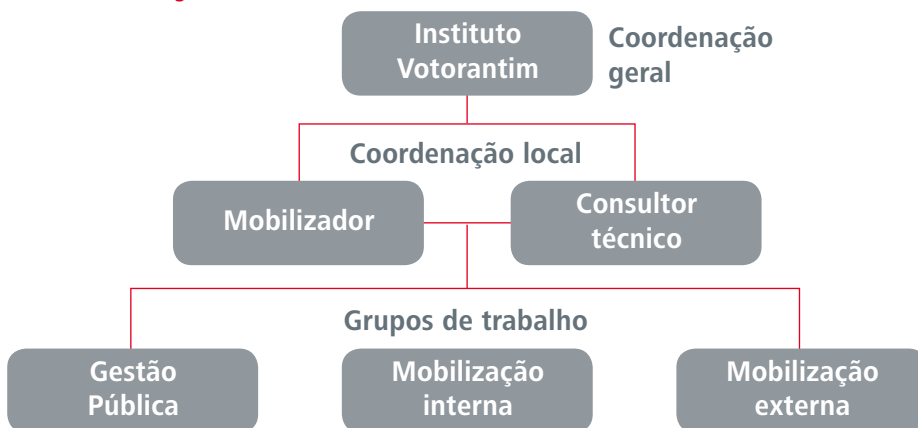 Instituto
Votorantim
Coordenação
geral
Coordenação local
Mobilizador
Consultor
técnico
Grupos de trabalho
Gestão
Pública
Mobilização
interna
Mobilização
externa